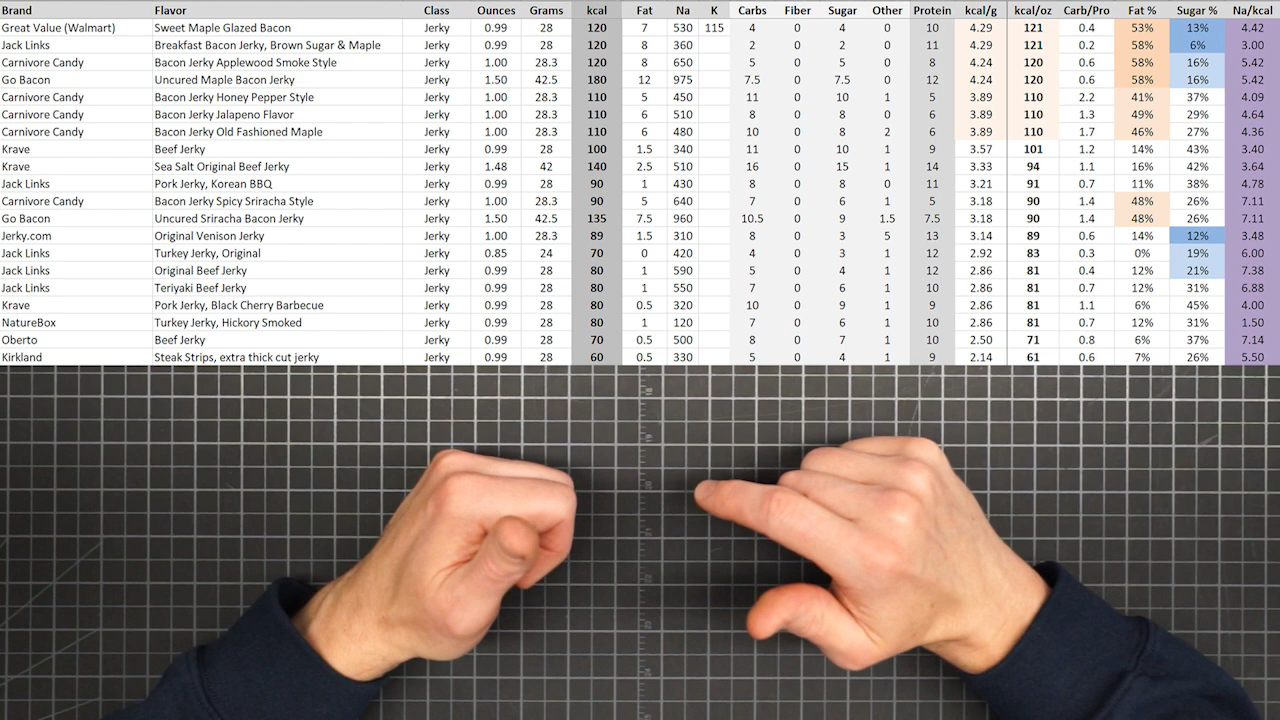 Brand Flavor Class Ounces Grams kcal Fat Na K Carbs Fiber Sugar Other Protein kcal/g kcal/oz Carb/Pro Fat % Sugar % Na/kcal
Great Value (Walmart) Sweet Maple Glazed Bacon Jerky 0.99 28 120 7 530 115 4 0 4 0 10 4.29 121 0.4 53% 13% 4.42
Jack Links Breakfast Bacon Jerky, Brown Sugar & Maple Jerky 0.99 28 120 8 360 2 0 2 0 11 4.29 121 0.2 58% 6% 3.00
Carnivore Candy Bacon Jerky Applewood Smoke Style Jerky 1.00 28.3 120 8 650 5 0 5 0 8 4.24 120 0.6 58% 16% 5.42
Go Bacon Uncured Maple Bacon Jerky Jerky 1.50 42.5 180 12 975 7.5 0 7.5 0 12 4.24 120 0.6 58% 16% 5.42
Carnivore Candy Bacon Jerky Honey Pepper Style Jerky 1.00 28.3 110 5 450 11 0 10 1 5 3.89 110 2.2 41% 37% 4.09
Carnivore Candy Bacon Jerky Jalapeno Flavor Jerky 1.00 28.3 110 6 510 8 0 8 1 6 3.89 110 1.3 49% 29% 4.64
Carnivore Candy Bacon Jerky Old Fashioned Maple Jerky 1.00 28.3 110 6 480 10 0 8 2 6 3.89 110 1.7 46% 27% 4.36
Krave Beef Jerky Jerky 0.99 28 100 1.5 340 11 0 10 1 9 3.57 101 1.2 14% 43% 3.40
Krave Sea Salt Original Beef Jerky Jerky 1.48 42 140 2.5 510 16 0 15 1 14 3.33 94 1.1 16% 42% 3.64
Jack Links Pork Jerky, Korean BBQ Jerky 0.99 28 90 1 430 8 0 8 0 11 3.21 91 0.7 11% 38% 4.78
Carnivore Candy Bacon Jerky Spicy Sriracha Style Jerky 1.00 28.3 90 5 640 7 0 6 1 5 3.18 90 1.4 48% 26% 7.11
Go Bacon Uncured Sriracha Bacon Jerky Jerky 1.50 42.5 135 7.5 960 10.5 0 9 1.5 7.5 3.18 90 1.4 48% 26% 7.11
Jerky.com Original Venison Jerky Jerky 1.00 28.3 89 1.5 310 8 0 3 5 13 3.14 89 0.6 14% 12% 3.48
Jack Links Turkey Jerky, Original Jerky 0.85 24 70 0 420 4 0 3 1 12 2.92 83 0.3 0% 19% 6.00
Jack Links Original Beef Jerky Jerky 0.99 28 80 1 590 5 0 4 1 12 2.86 81 0.4 12% 21% 7.38
Jack Links Teriyaki Beef Jerky Jerky 0.99 28 80 1 550 7 0 6 1 10 2.86 81 0.7 12% 31% 6.88
Krave Pork Jerky, Black Cherry Barbecue Jerky 0.99 28 80 0.5 320 10 0 9 1 9 2.86 81 1.1 6% 45% 4.00
NatureBox Turkey Jerky, Hickory Smoked Jerky 0.99 28 80 1 120 7 0 6 1 10 2.86 81 0.7 12% 31% 1.50
Oberto Beef Jerky Jerky 0.99 28 70 0.5 500 8 0 7 1 10 2.50 71 0.8 6% 37% 7.14
Kirkland Steak Strips, extra thick cut jerky Jerky 0.99 28 60 0.5 330 5 0 4 1 9 2.14 61 0.6 7% 26% 5.50